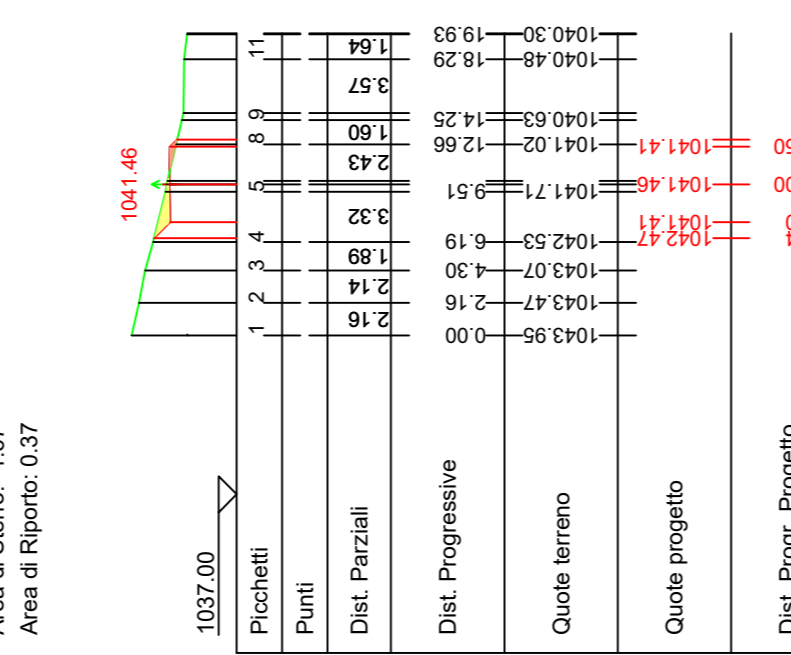 Area di Riporto: 0.37
1041.46
1037.00
Picchetti 1 2 3 4 5 8 9 11
Punti
Dist. Parziali 2.16 2.14 1.89 3.32 2.43 1.60 3.57 1.64
Dist. Progressive 0.00 2.16 4.30 6.19 9.51 12.66 14.25 18.29 19.93
Quote terreno 1043.95 1043.47 1043.07 1042.53 1041.71 1041.02 1040.63 1040.48 1040.30
Quote progetto 1042.47 1041.41 1041.46 1041.41
Dist. Progr. Progetto